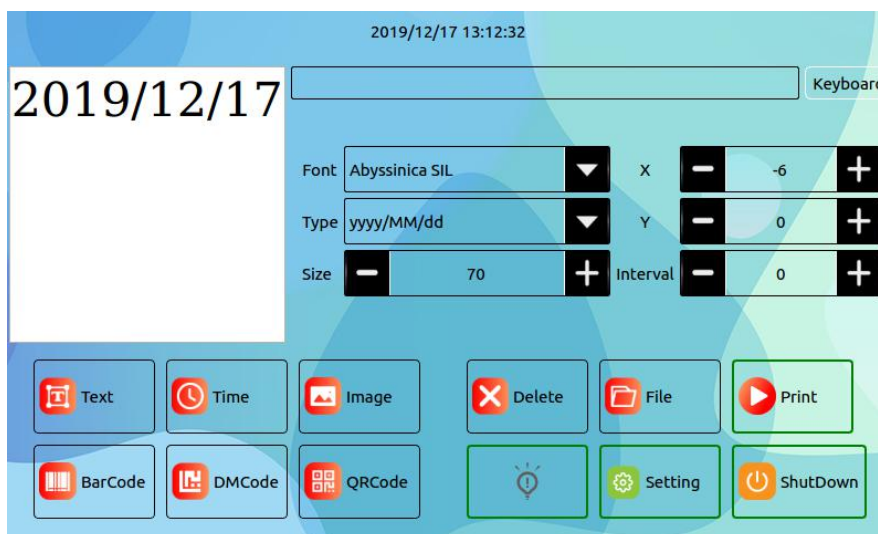 2019/12/17 13:12:32
2019/12/17
Keyboar
Font Abyssinica SIL X -6
Type yyyy/MM/dd Y 0
Size 70 Interval 0
Text Time Image Delete File Print
BarCode DMCode QRCode Setting ShutDown